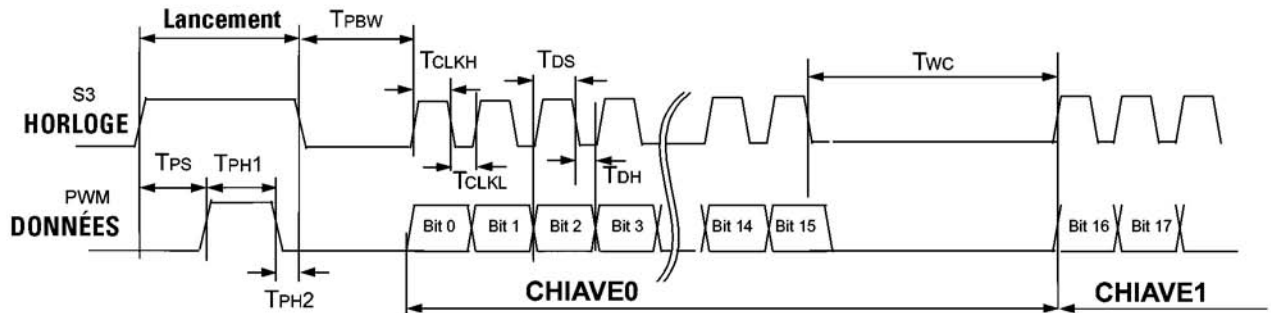 Lancement
TPBW
TCLKH
TDS
TWC
S3
HORLOGE
TPS
TPH1
TCLKL
TDH
PWM
DONNÉES
Bit 0
Bit 1
Bit 2
Bit 3
Bit 14
Bit 15
Bit 16
Bit 17
TPH2
CHIAVE0
CHIAVE1